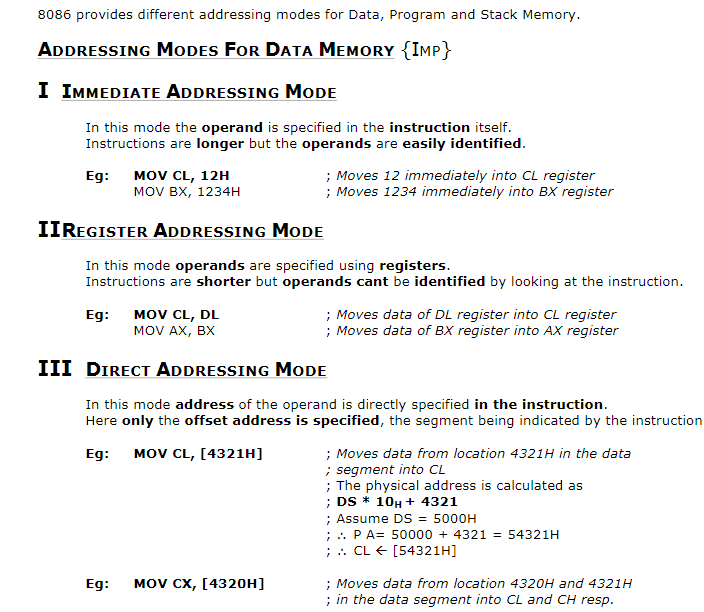 8086 provides different addressing modes for Data, Program and Stack Memory.
ADDRESSING MODES FOR DATA MEMORY {IMP}
I IMMEDIATE ADDRESSING MODE
In this mode the operand is specified in the instruction itself.
Instructions are longer but the operands are easily identified.
Eg: MOV CL, 12H ; Moves 12 immediately into CL register
MOV BX, 1234H ; Moves 1234 immediately into BX register
IIREGISTER ADDRESSING MODE
In this mode operands are specified using registers.
Instructions are shorter but operands cant be identified by looking at the instruction.
Eg: MOV CL, DL ; Moves data of DL register into CL register
MOV AX, BX ; Moves data of BX register into AX register
III DIRECT ADDRESSING MODE
In this mode address of the operand is directly specified in the instruction.
Here only the offset address is specified, the segment being indicated by the instruction
Eg: MOV CL, [4321H] ; Moves data from location 4321H in the data
; segment into CL
; The physical address is calculated as
; DS * 10H + 4321
; Assume DS = 5000H
; ∴ P A= 50000 + 4321 = 54321H
; ∴ CL ← [54321H]
Eg: MOV CX, [4320H] ; Moves data from location 4320H and 4321H
; in the data segment into CL and CH resp.